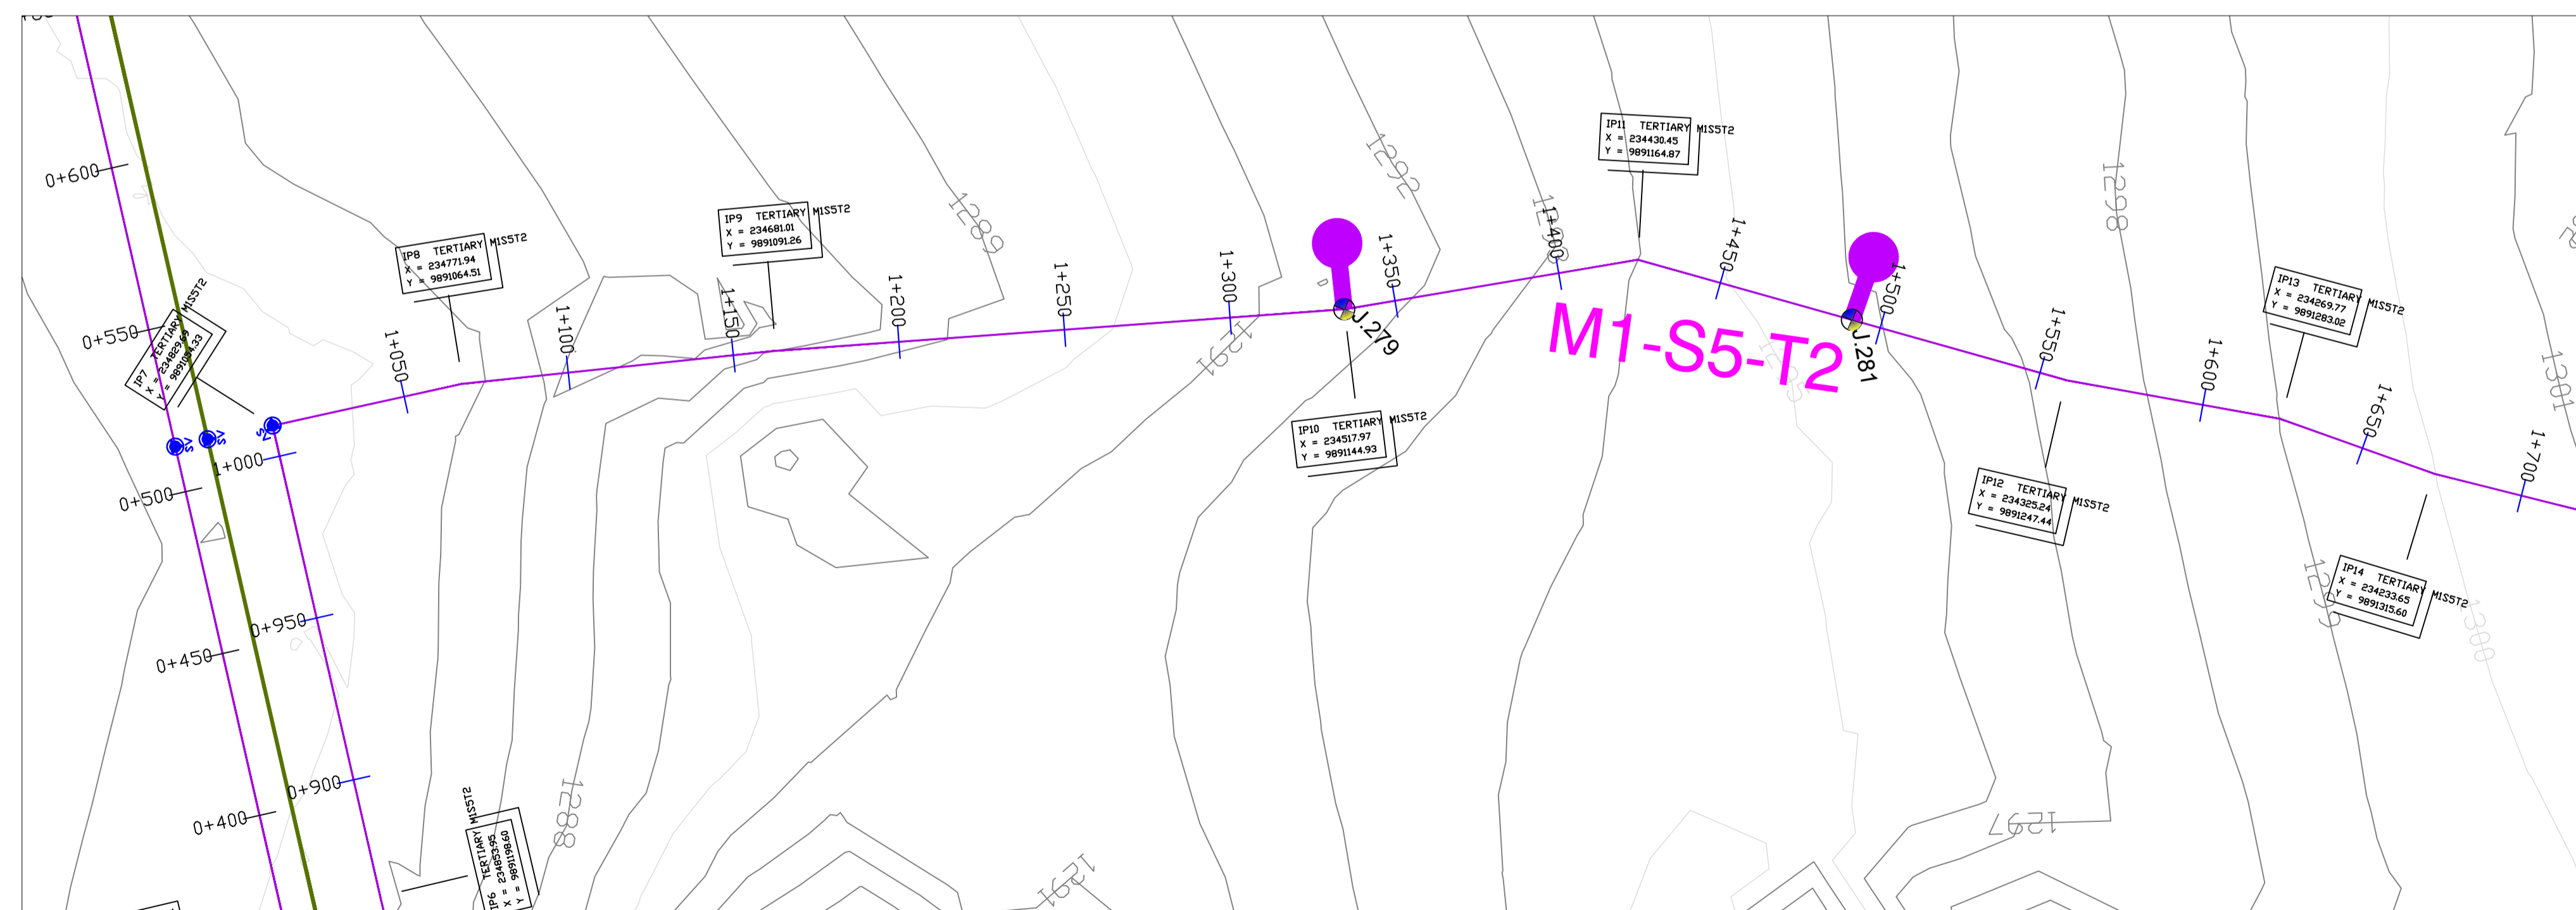 0+600
0+550
0+500
0+450
0+400
1+000
0+950
0+900
SV
SV
1+050
1+100
1+150
1+200
1+250
1+300
1+350
1+400
1+450
1+500
1+550
1+600
1+650
1+700
IP7 TERTIARY M1S5T2
IP8 TERTIARY M1S5T2
X = 234771.94
Y = 9891064.51
IP9 TERTIARY M1S5T2
X = 234681.01
Y = 9891091.26
IP10 TERTIARY M1S5T2
X = 234517.97
Y = 9891144.93
IP11 TERTIARY M1S5T2
X = 234430.45
Y = 9891164.87
IP12 TERTIARY M1S5T2
X = 234325.24
Y = 9891247.44
IP13 TERTIARY M1S5T2
X = 234269.77
Y = 9891283.02
IP14 TERTIARY M1S5T2
X = 234233.65
Y = 9891315.60
IP6 TERTIARY M1S5T2
X = 234853.95
Y = 9891198.60
J.279
J.281
M1-S5-T2
1289
1292
1298
1291
1301
1299
1300
1288
1297
1291